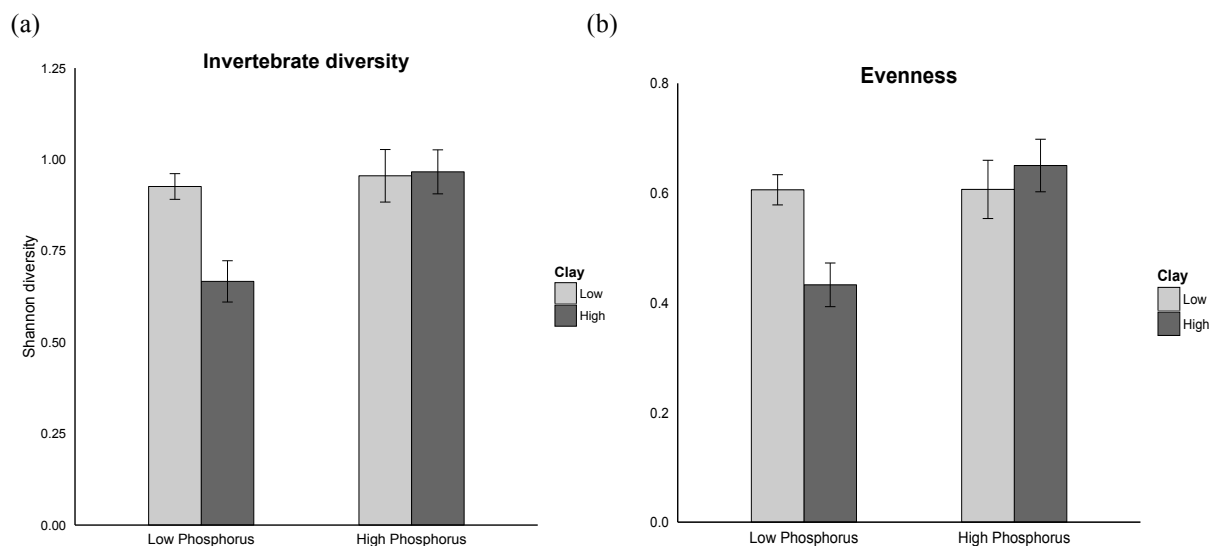 (a)
Invertebrate diversity
1.25
1.00
0.75
0.50
0.25
0.00
Shannon diversity
Low Phosphorus
High Phosphorus
Clay
Low
High
(b)
Evenness
0.8
0.6
0.4
0.2
0.0
Low Phosphorus
High Phosphorus
Clay
Low
High